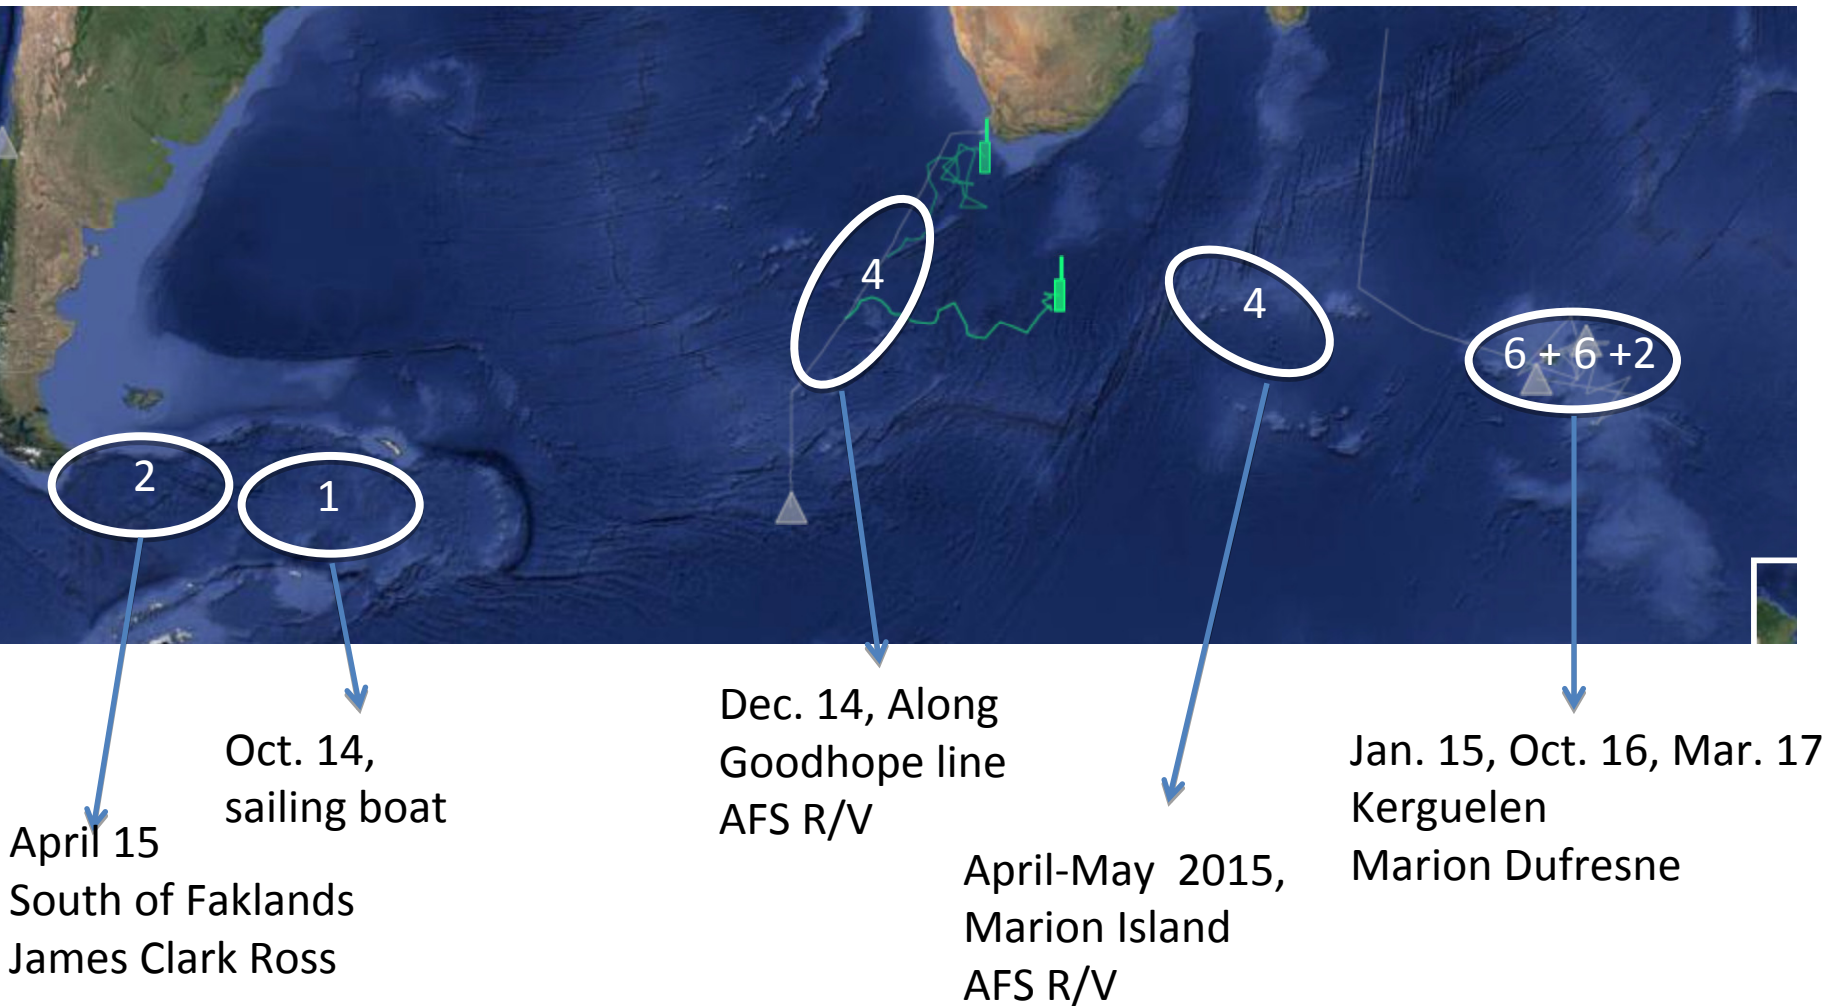 4
4
6 + 6 +2
2
1
April 15
South of Faklands
James Clark Ross
Oct. 14,
sailing boat
Dec. 14, Along
Goodhope line
AFS R/V
April-May  2015,
Marion Island
AFS R/V
Jan. 15, Oct. 16, Mar. 17
Kerguelen
Marion Dufresne